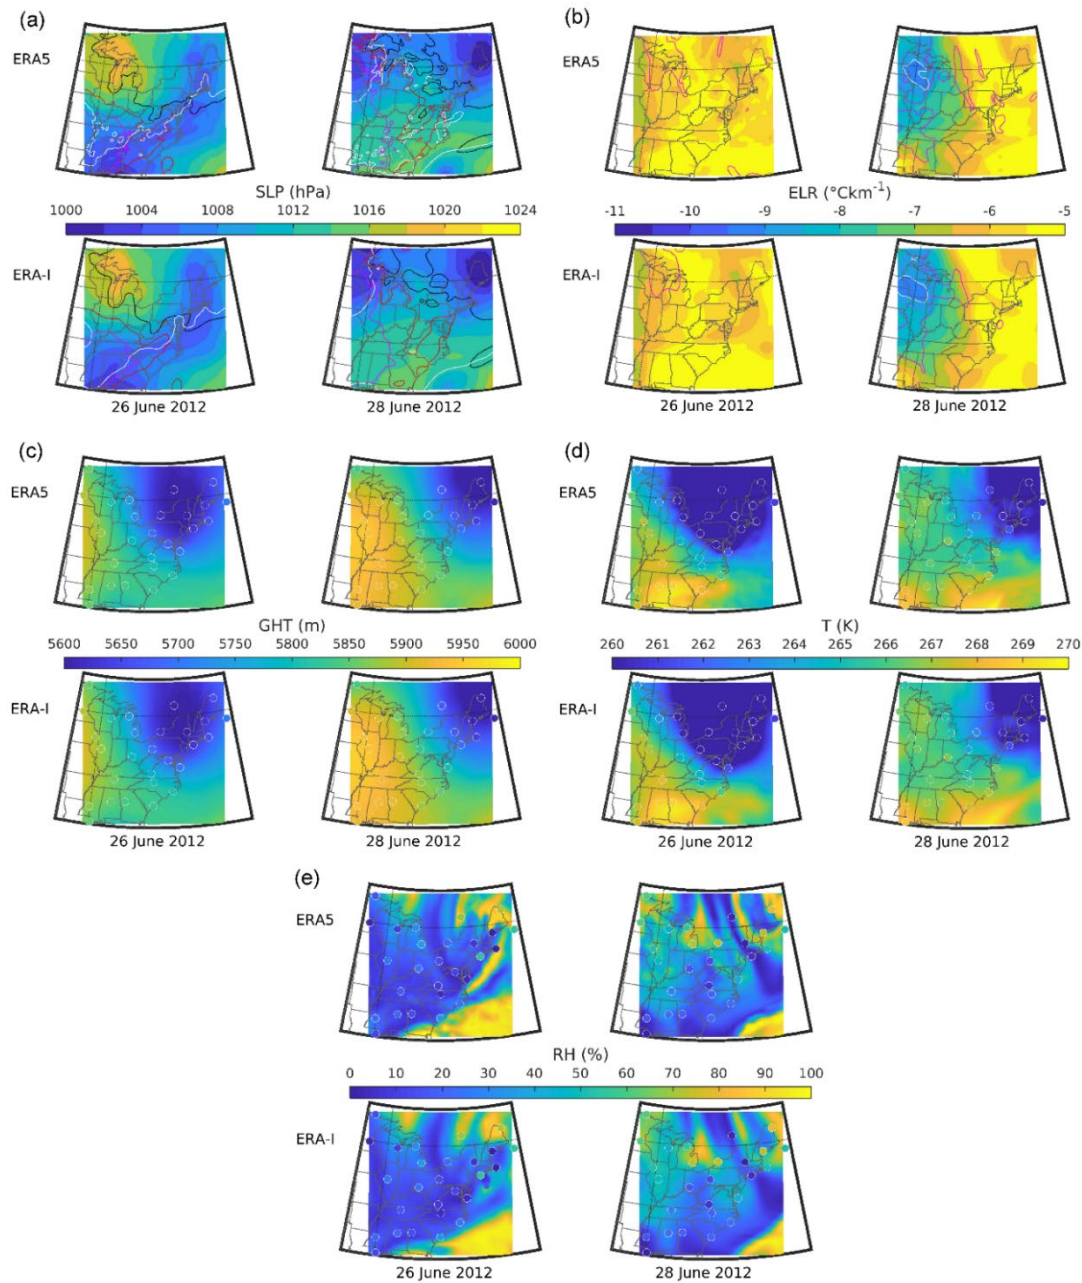 (a)
ERA5
SLP (hPa)
1000 1004 1008 1012 1016 1020 1024
ERA-I
26 June 2012 28 June 2012
(b)
ERA5
ELR (°Ckm-1)
-11 -10 -9 -8 -7 -6 -5
ERA-I
26 June 2012 28 June 2012
(c)
ERA5
GHT (m)
5600 5650 5700 5750 5800 5850 5900 5950 6000
ERA-I
26 June 2012 28 June 2012
(d)
ERA5
T (K)
260 261 262 263 264 265 266 267 268 269 270
ERA-I
26 June 2012 28 June 2012
(e)
ERA5
RH (%)
0 10 20 30 40 50 60 70 80 90 100
ERA-I
26 June 2012 28 June 2012